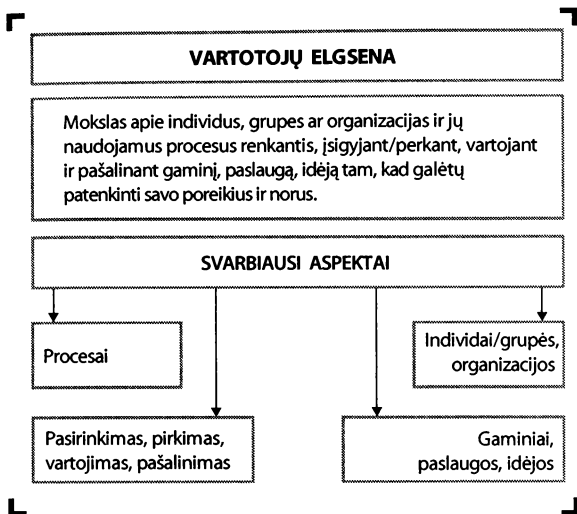 VARTOTOJŲ ELGSENA
Mokslas apie individus, grupes ar organizacijas ir jų
naudojamus procesus renkantis, įsigyjant/perkant, vartojant
ir pašalinant gaminį, paslaugą, idėją tam, kad galėtų
patenkinti savo poreikius ir norus.
SVARBIAUSI ASPEKTAI
Procesai
Individai/grupės,
organizacijos
Pasirinkimas, pirkimas,
vartojimas, pašalinimas
Gaminiai,
paslaugos, idėjos